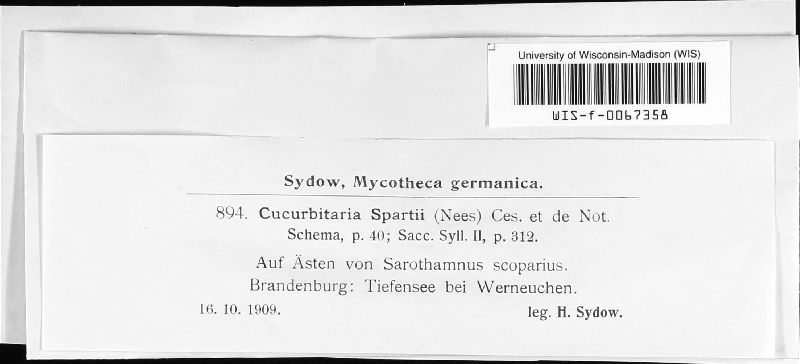 University of Wisconsin-Madison (WIS)
WIS-f-0067358
Sydow, Mycotheca germanica.
894. Cucurbitaria Spartii (Nees) Ces. et de Not.
Schema, p. 40; Sacc. Syll. II, p. 312.
Auf Ästen von Sarothamnus scoparius.
Brandenburg: Tiefensee bei Werneuchen.
16. 10. 1909. leg. H. Sydow.